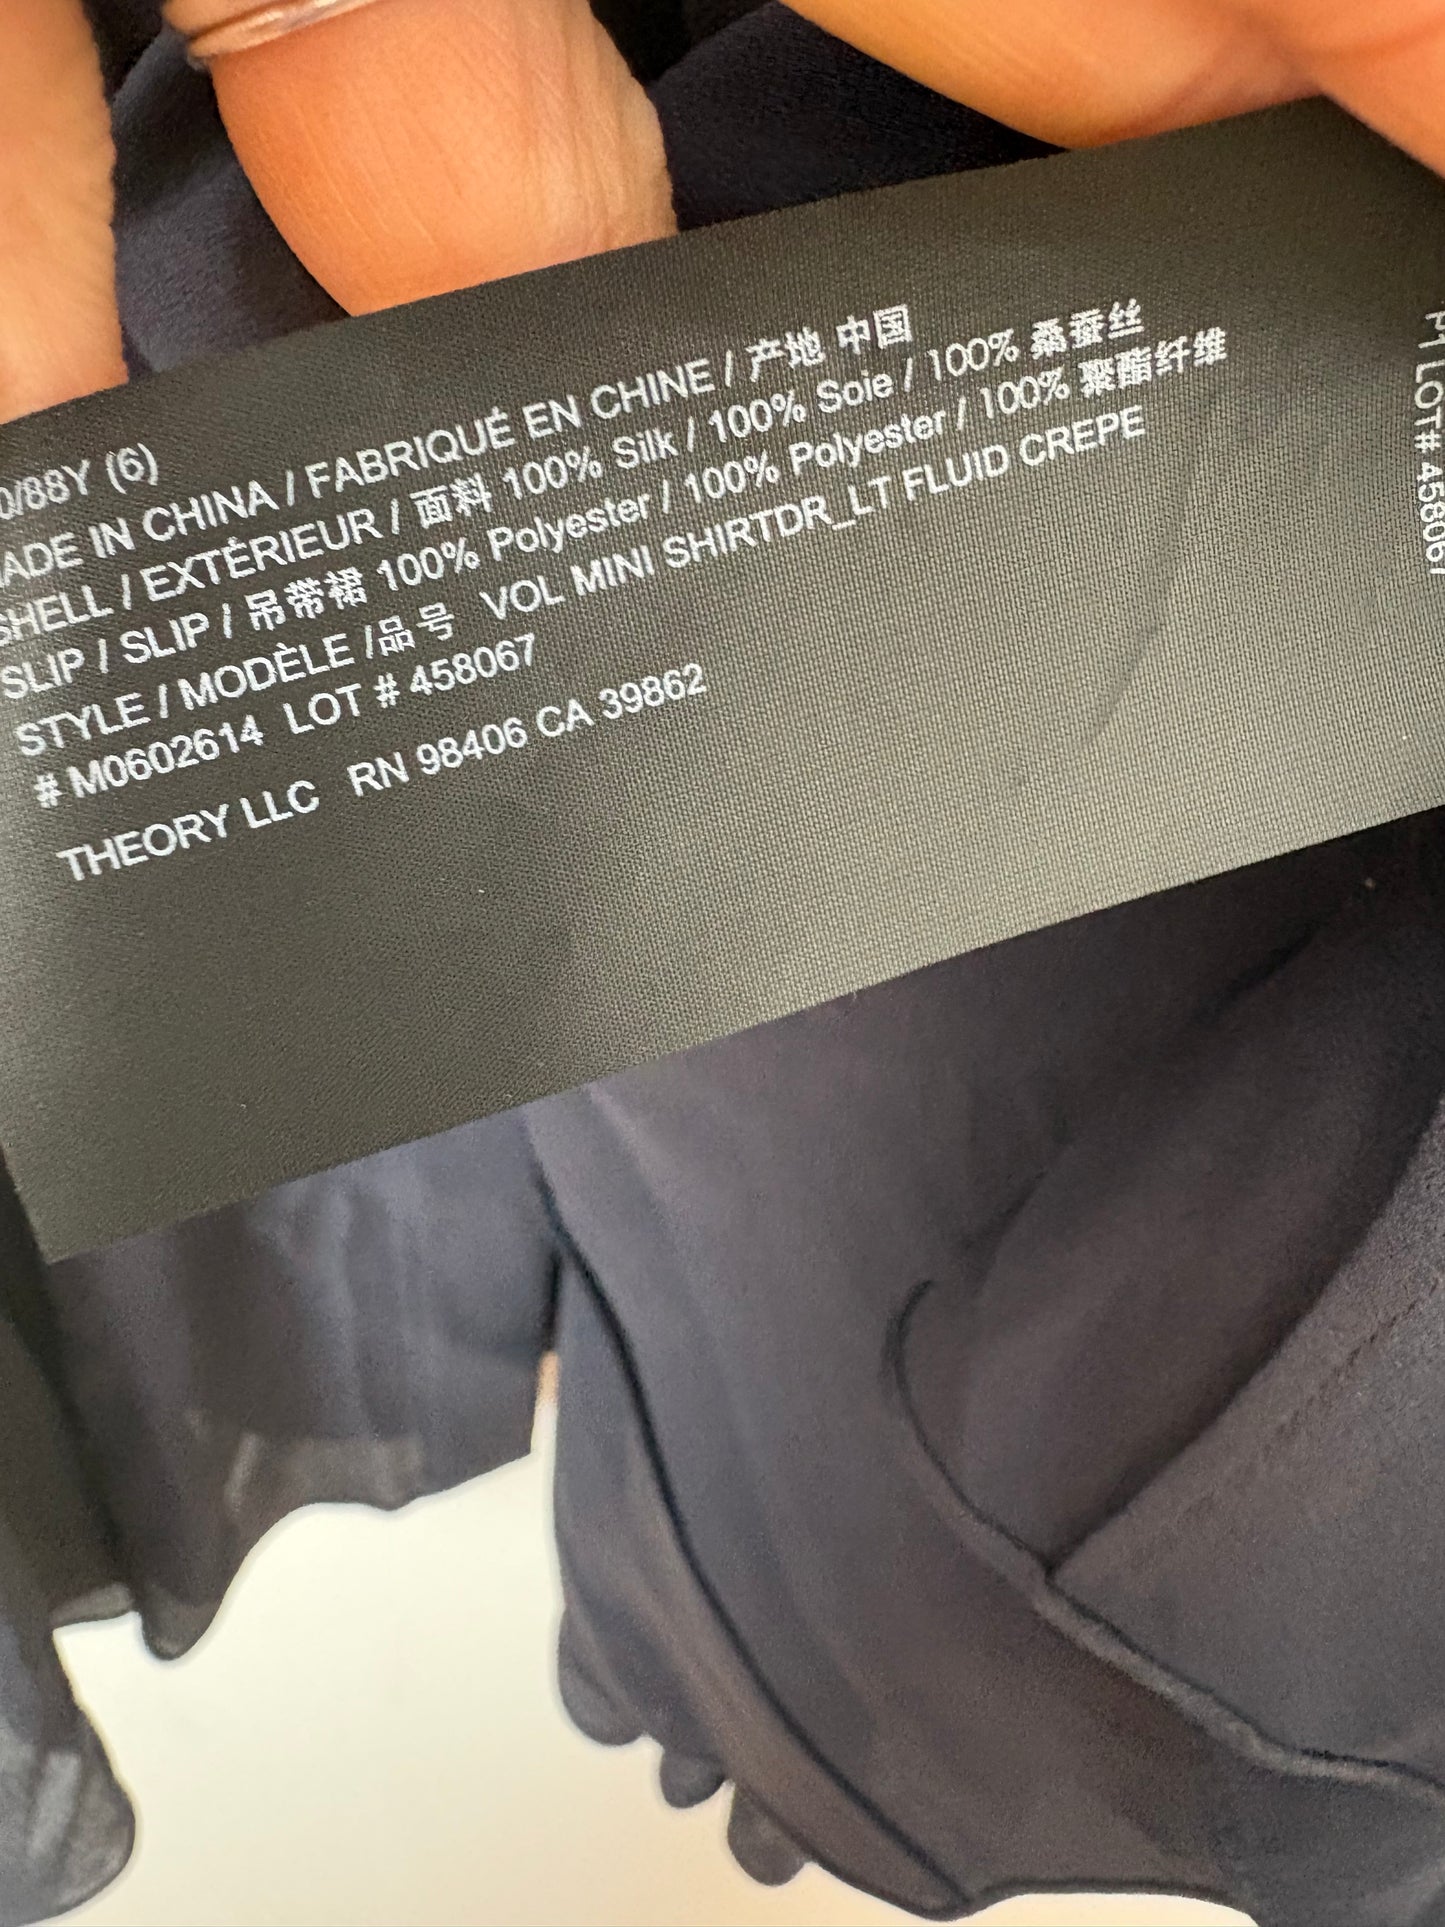 0/88Y (6)
MADE IN CHINA / FABRIQUÉ EN CHINE / 产地 中国
SHELL / EXTÉRIEUR / 面料 100% Silk / 100% Soie / 100% 桑蚕丝
SLIP / SLIP / 吊带裙 100% Polyester / 100% Polyester / 100% 聚酯纤维
STYLE / MODÈLE /品号 VOL MINI SHIRTDR_LT FLUID CREPE
# M0602614 LOT # 458067
THEORY LLC RN 98406 CA 39862
LOT# 458067